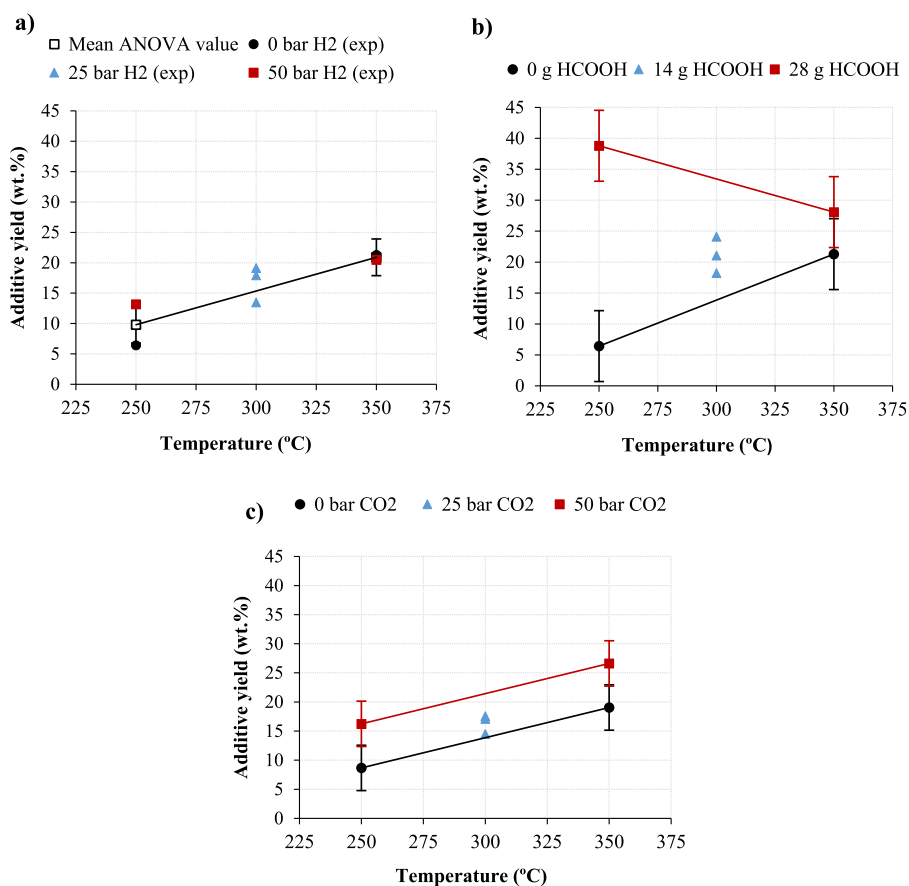 a)
Mean ANOVA value 0 bar H2 (exp)
25 bar H2 (exp) 50 bar H2 (exp)
45
40
35
30
25
20
15
10
5
0
225 250 275 300 325 350 375
Additive yield (wt.%)
Temperature (ºC)
b)
0 g HCOOH 14 g HCOOH 28 g HCOOH
45
40
35
30
25
20
15
10
5
0
225 250 275 300 325 350 375
Additive yield (wt.%)
Temperature (ºC)
c)
0 bar CO2 25 bar CO2 50 bar CO2
45
40
35
30
25
20
15
10
5
0
225 250 275 300 325 350 375
Additive yield (wt.%)
Temperature (ºC)